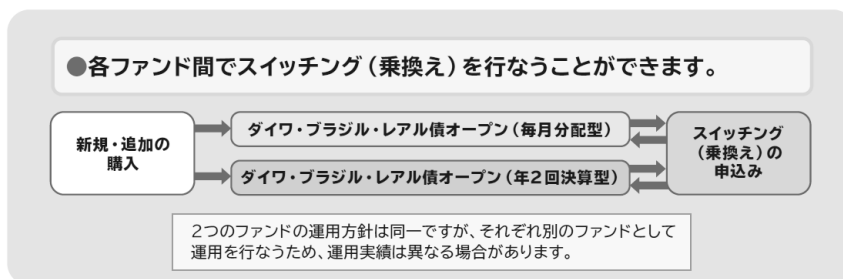 ●各ファンド間でスイッチング（乗換え）を行なうことができます。
新規・追加の
購入
ダイワ・ブラジル・レアル債オープン（毎月分配型）
ダイワ・ブラジル・レアル債オープン（年２回決算型）
スイッチング
（乗換え）の
申込み
２つのファンドの運用方針は同一ですが、それぞれ別のファンドとして
運用を行なうため、運用実績は異なる場合があります。